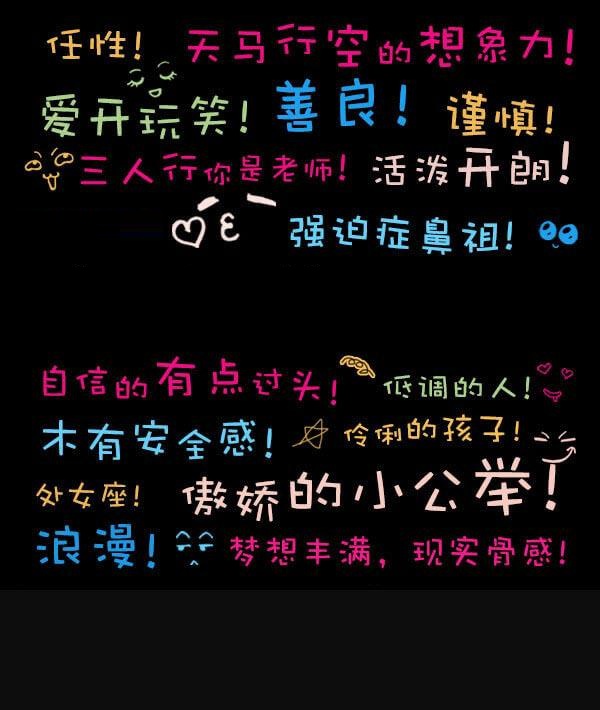 任性! 天马行空的想象力!
爱开玩笑! 善良! 谨慎!
三人行你是老师! 活泼开朗!
强迫症鼻祖!
自信的有点过头! 低调的人!
木有安全感! 伶俐的孩子!
处女座! 傲娇的小公举!
浪漫! 梦想丰满，现实骨感!